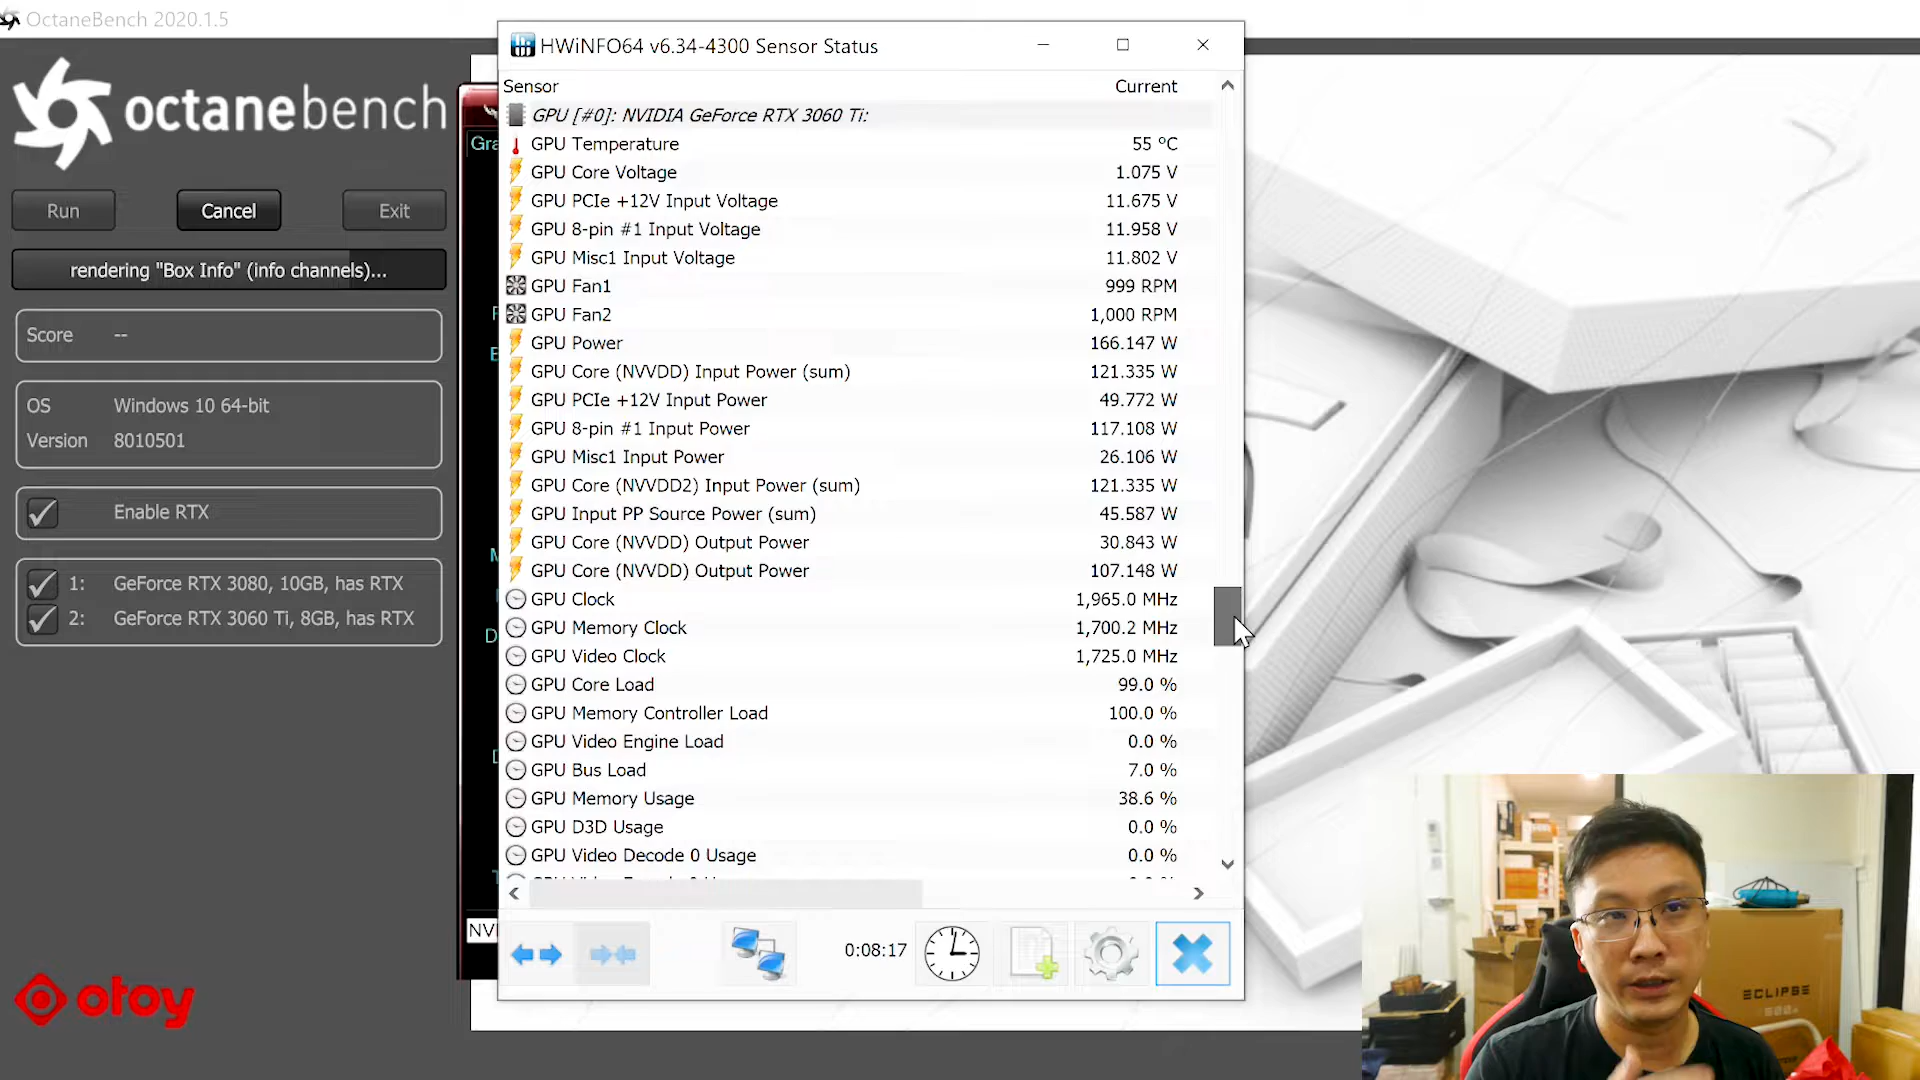 OctaneBench 2020.1.5
octanebench
Run
Cancel
Exit
rendering "Box Info" (info channels)...
Score --
OS Windows 10 64-bit
Version 8010501
Enable RTX
1: GeForce RTX 3080, 10GB, has RTX
2: GeForce RTX 3060 Ti, 8GB, has RTX
otoy
Gra
NV
HWiNFO64 v6.34-4300 Sensor Status
Sensor Current
GPU [#0]: NVIDIA GeForce RTX 3060 Ti:
GPU Temperature 55 °C
GPU Core Voltage 1.075 V
GPU PCIe +12V Input Voltage 11.675 V
GPU 8-pin #1 Input Voltage 11.958 V
GPU Misc1 Input Voltage 11.802 V
GPU Fan1 999 RPM
GPU Fan2 1,000 RPM
GPU Power 166.147 W
GPU Core (NVVDD) Input Power (sum) 121.335 W
GPU PCIe +12V Input Power 49.772 W
GPU 8-pin #1 Input Power 117.108 W
GPU Misc1 Input Power 26.106 W
GPU Core (NVVDD2) Input Power (sum) 121.335 W
GPU Input PP Source Power (sum) 45.587 W
GPU Core (NVVDD) Output Power 30.843 W
GPU Core (NVVDD) Output Power 107.148 W
GPU Clock 1,965.0 MHz
GPU Memory Clock 1,700.2 MHz
GPU Video Clock 1,725.0 MHz
GPU Core Load 99.0 %
GPU Memory Controller Load 100.0 %
GPU Video Engine Load 0.0 %
GPU Bus Load 7.0 %
GPU Memory Usage 38.6 %
GPU D3D Usage 0.0 %
GPU Video Decode 0 Usage 0.0 %
0:08:17
ECLIPSE